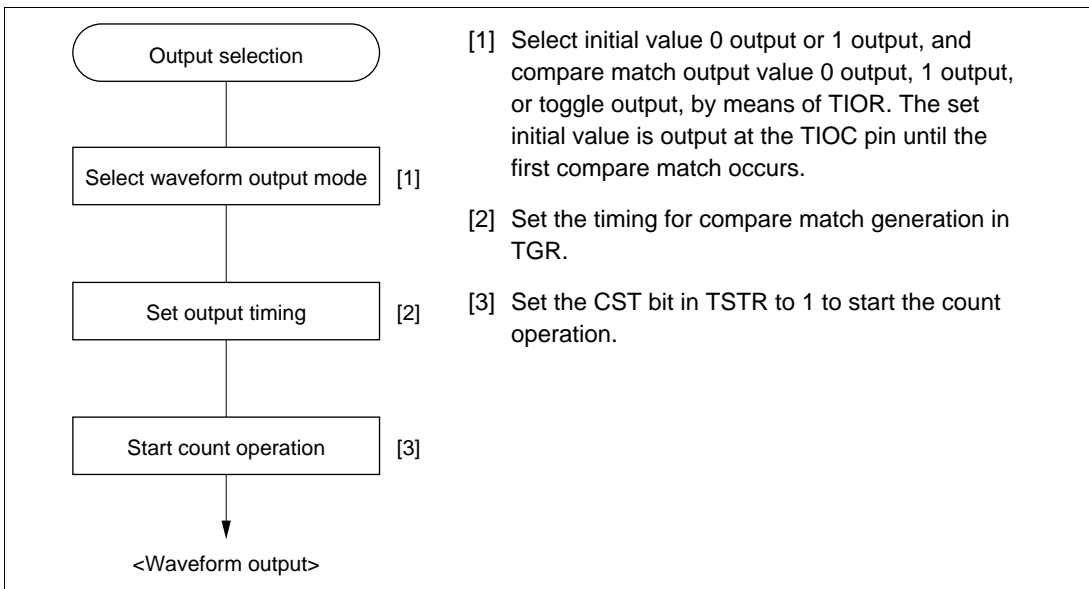 Output selection
Select waveform output mode [1]
Set output timing [2]
Start count operation [3]
<Waveform output>
[1] Select initial value 0 output or 1 output, and
compare match output value 0 output, 1 output,
or toggle output, by means of TIOR. The set
initial value is output at the TIOC pin until the
first compare match occurs.
[2] Set the timing for compare match generation in
TGR.
[3] Set the CST bit in TSTR to 1 to start the count
operation.